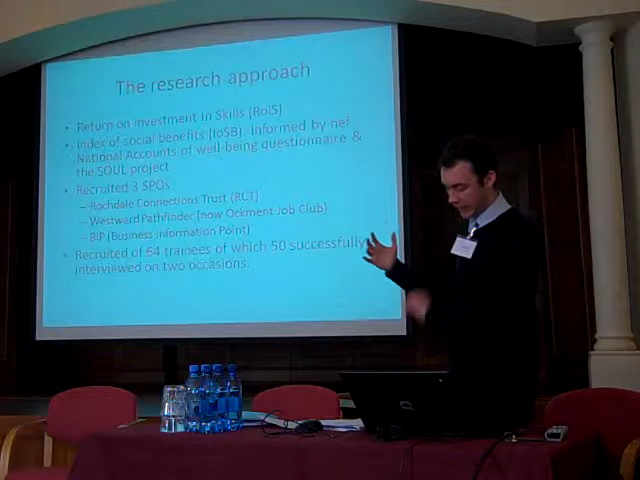 The research approach
• Return on Investment in Skills (RoIS)
• Index of social benefits (IoSB). Informed by nef
National Accounts of well-being questionnaire &
the SOUL project
• Recruited 3 SPOs
– Rochdale Connections Trust (RCT)
– Westward Pathfinder (now Ockment Job Club)
– BIP (Business Information Point)
• Recruited of 64 trainees of which 50 successfully
interviewed on two occasions